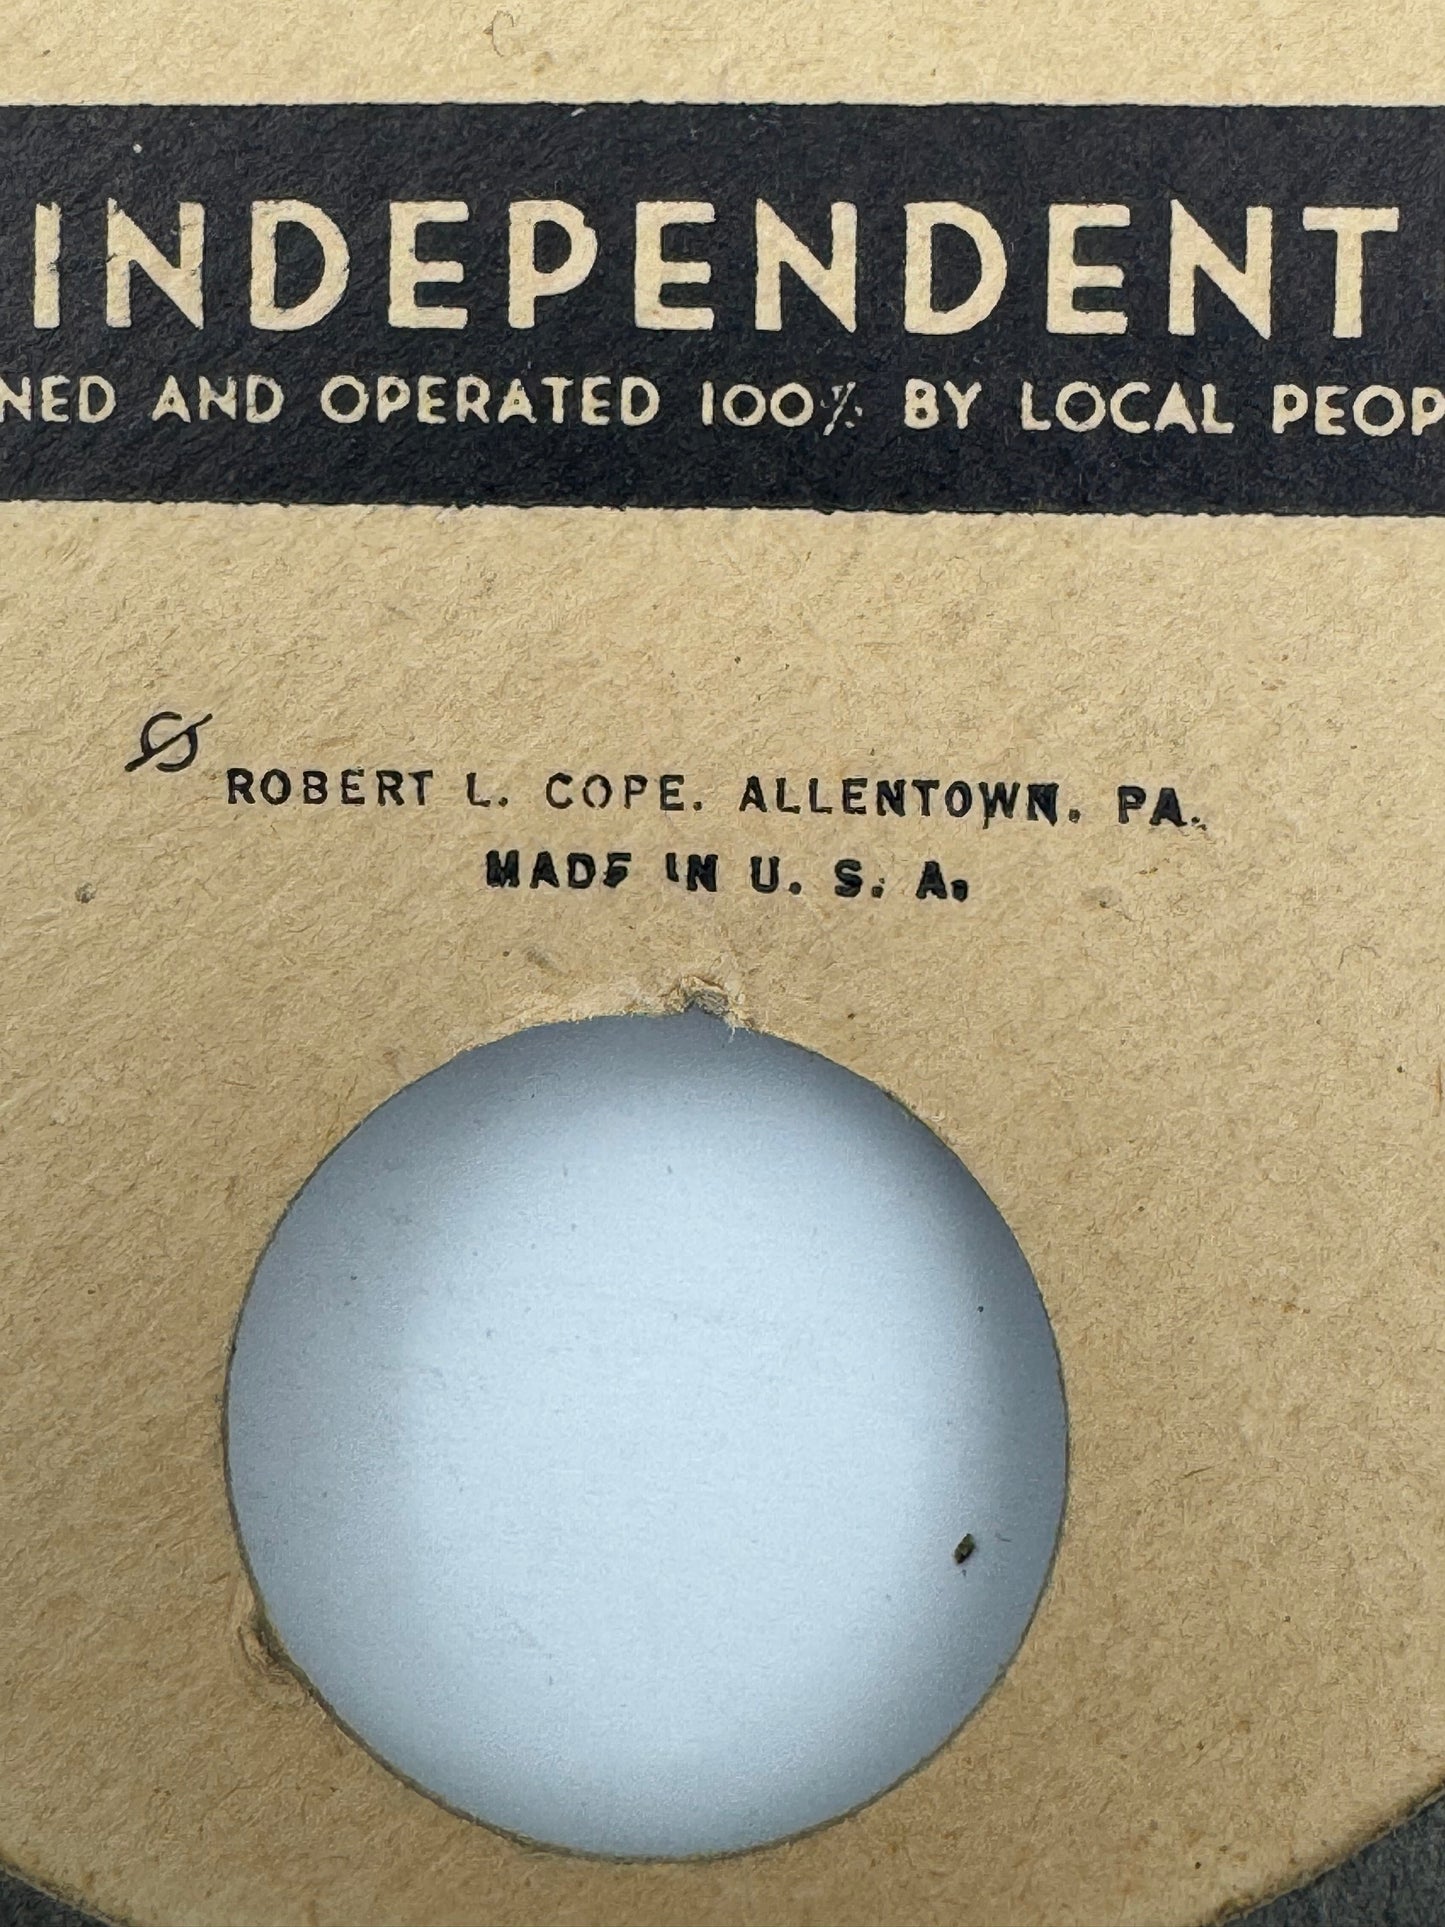 INDEPENDENT
NED AND OPERATED 100% BY LOCAL PEOP
ROBERT L. COPE. ALLENTOWN. PA.
MADE IN U. S. A.